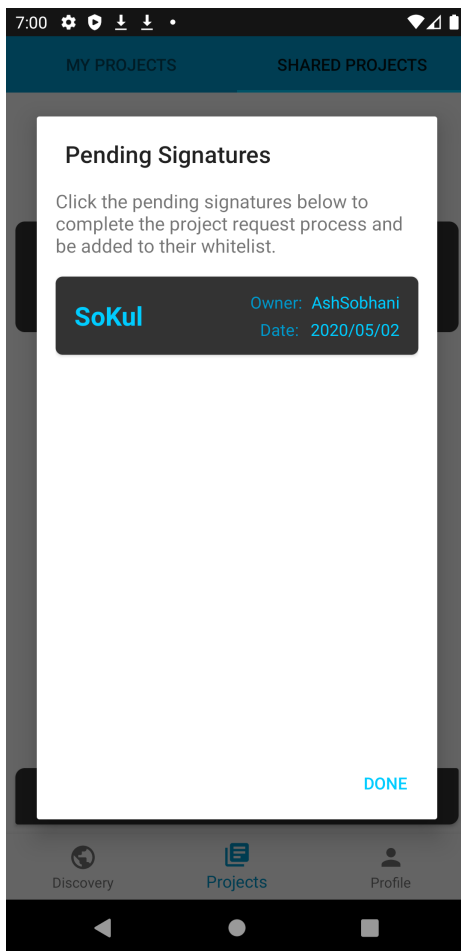 7:00
MY PROJECTS SHARED PROJECTS
Pending Signatures
Click the pending signatures below to
complete the project request process and
be added to their whitelist.
SoKul
Owner: AshSobhani
Date: 2020/05/02
DONE
Discovery Projects Profile